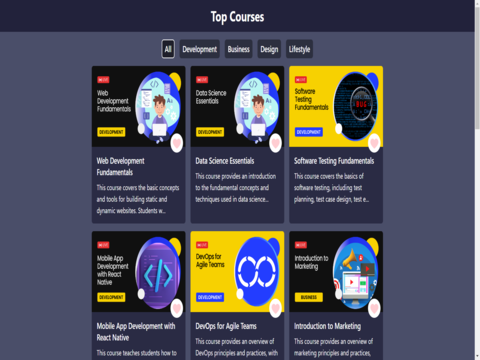 Top Courses
All Development Business Design Lifestyle
Web
Development
Fundamentals
DEVELOPMENT
Data Science
Essentials
DEVELOPMENT
Software
Testing
Fundamentals
DEVELOPMENT
Web Development
Fundamentals
This course covers the basic concepts
and tools for building static and
dynamic websites. Students w...
Data Science Essentials
This course provides an introduction
to the fundamental concepts and
techniques used in data science...
Software Testing Fundamentals
This course covers the basics of
software testing, including test
planning, test case design, test e...
Mobile App
Development
with React
Native
DEVELOPMENT
DevOps for
Agile Teams
DEVELOPMENT
Introduction to
Marketing
BUSINESS
Mobile App Development with
React Native
This course teaches students how to
DevOps for Agile Teams
This course provides an overview of
DevOps principles and practices, with
Introduction to Marketing
This course provides an overview of
marketing principles and practices,